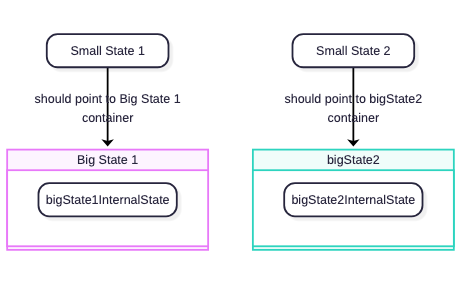 Small State 1
Small State 2
should point to Big State 1
container
should point to bigState2
container
Big State 1
bigState2
bigState1InternalState
bigState2InternalState